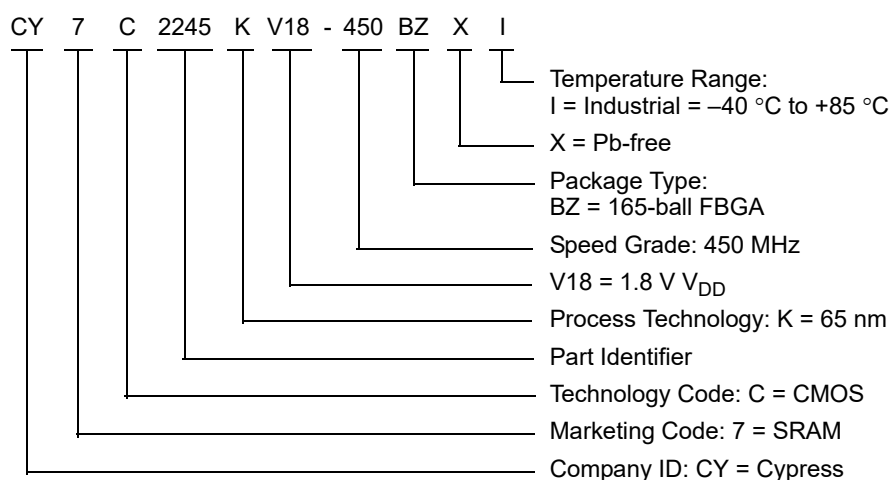 CY 7 C 2245 K V18 - 450 BZ X I
Temperature Range:
I = Industrial = –40 °C to +85 °C
X = Pb-free
Package Type:
BZ = 165-ball FBGA
Speed Grade: 450 MHz
V18 = 1.8 V VDD
Process Technology: K = 65 nm
Part Identifier
Technology Code: C = CMOS
Marketing Code: 7 = SRAM
Company ID: CY = Cypress